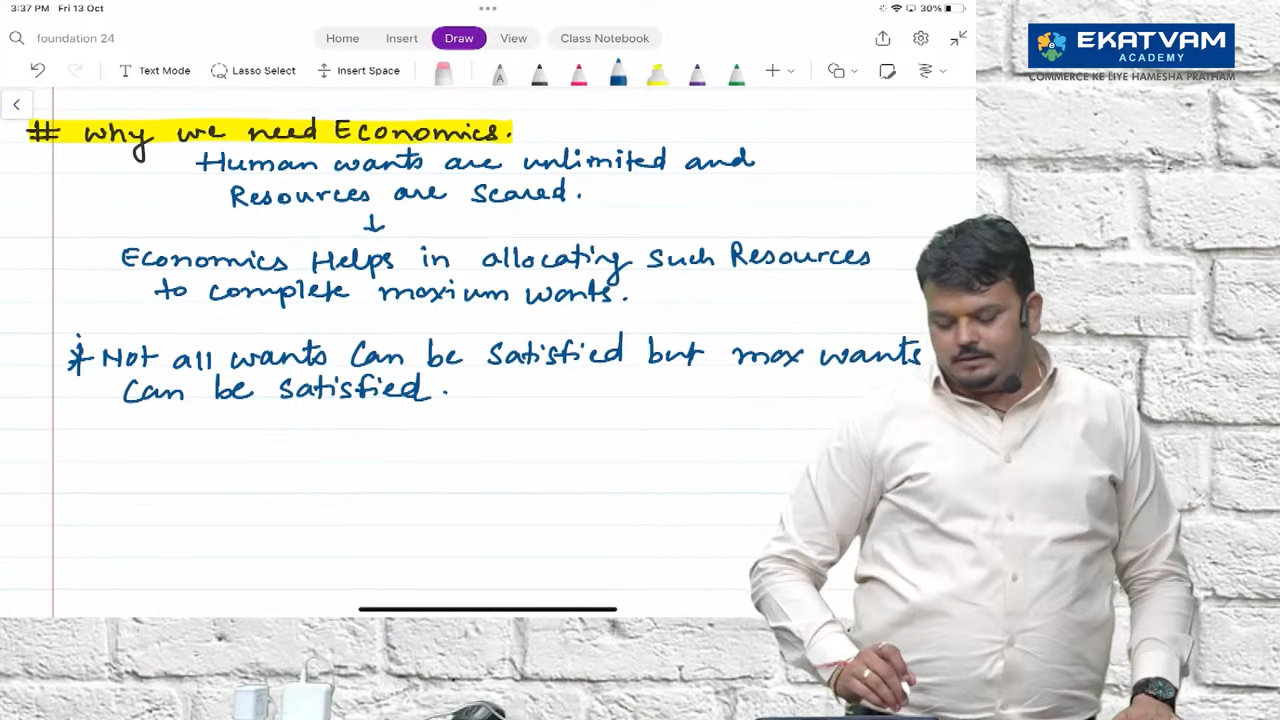 3:37 PM Fri 13 Oct
30%
foundation 24
Home Insert Draw View Class Notebook
Text Mode Lasso Select Insert Space
EKATVAM
ACADEMY
COMMERCE KE LIYE HAMESHA PRATHAM
# why we need Economics.
Human wants are unlimited and
Resources are Scared.
↓
Economics Helps in allocating such Resources
to complete maxium wants.
* Not all wants can be satisfied but max wants
can be satisfied.